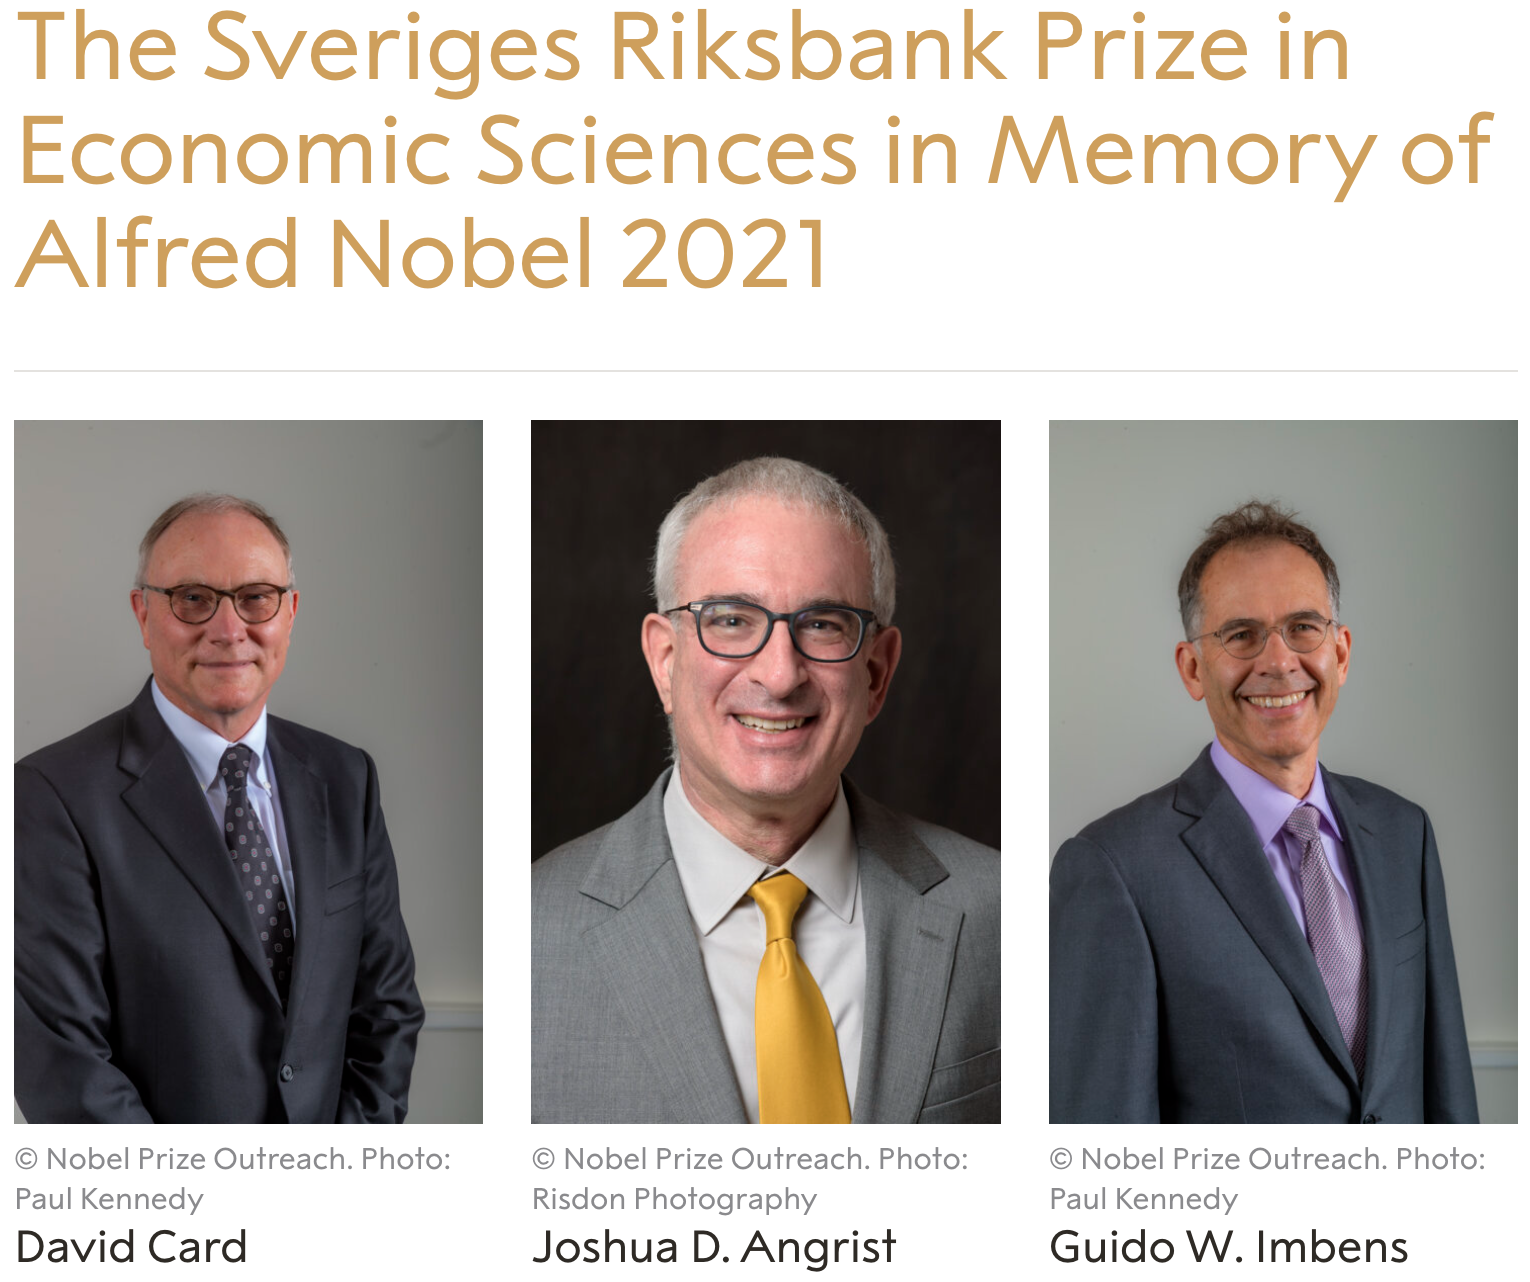 The Sveriges Riksbank Prize in
Economic Sciences in Memory of
Alfred Nobel 2021
© Nobel Prize Outreach. Photo:
Paul Kennedy
David Card
© Nobel Prize Outreach. Photo:
Risdon Photography
Joshua D. Angrist
© Nobel Prize Outreach. Photo:
Paul Kennedy
Guido W. Imbens